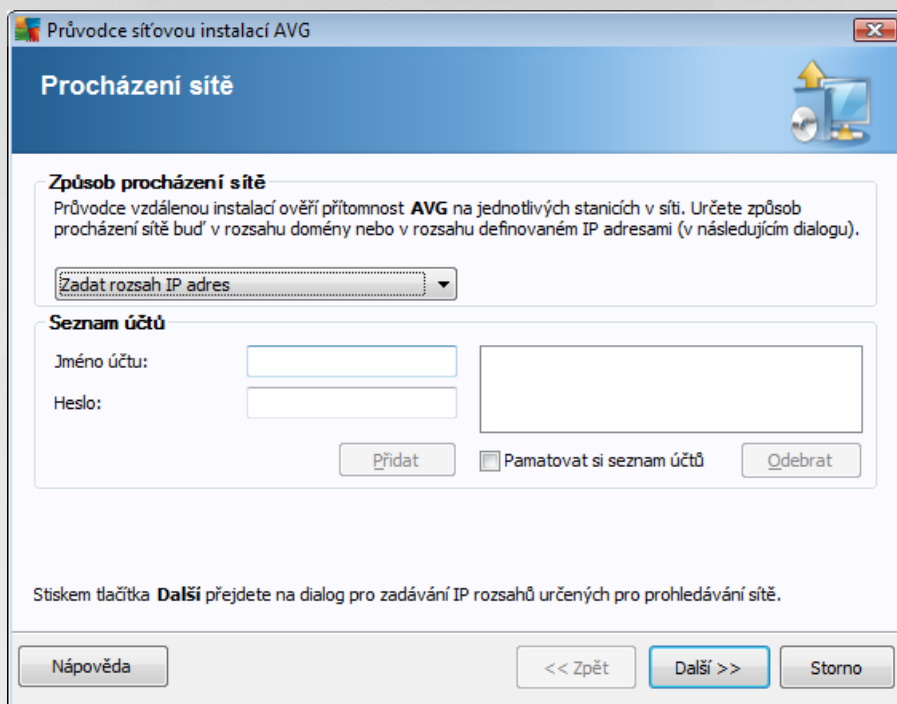 Průvodce síťovou instalací AVG
Procházení sítě
Způsob procházení sítě
Průvodce vzdálenou instalací ověří přítomnost AVG na jednotlivých stanicích v síti. Určete způsob
procházení sítě buď v rozsahu domény nebo v rozsahu definovaném IP adresami (v následujícím dialogu).
Zadat rozsah IP adres
Seznam účtů
Jméno účtu:
Heslo:
Přidat
Pamatovat si seznam účtů
Odebrat
Stiskem tlačítka Další přejdete na dialog pro zadávání IP rozsahů určených pro prohledávání sítě.
Nápověda
<< Zpět
Další >>
Storno